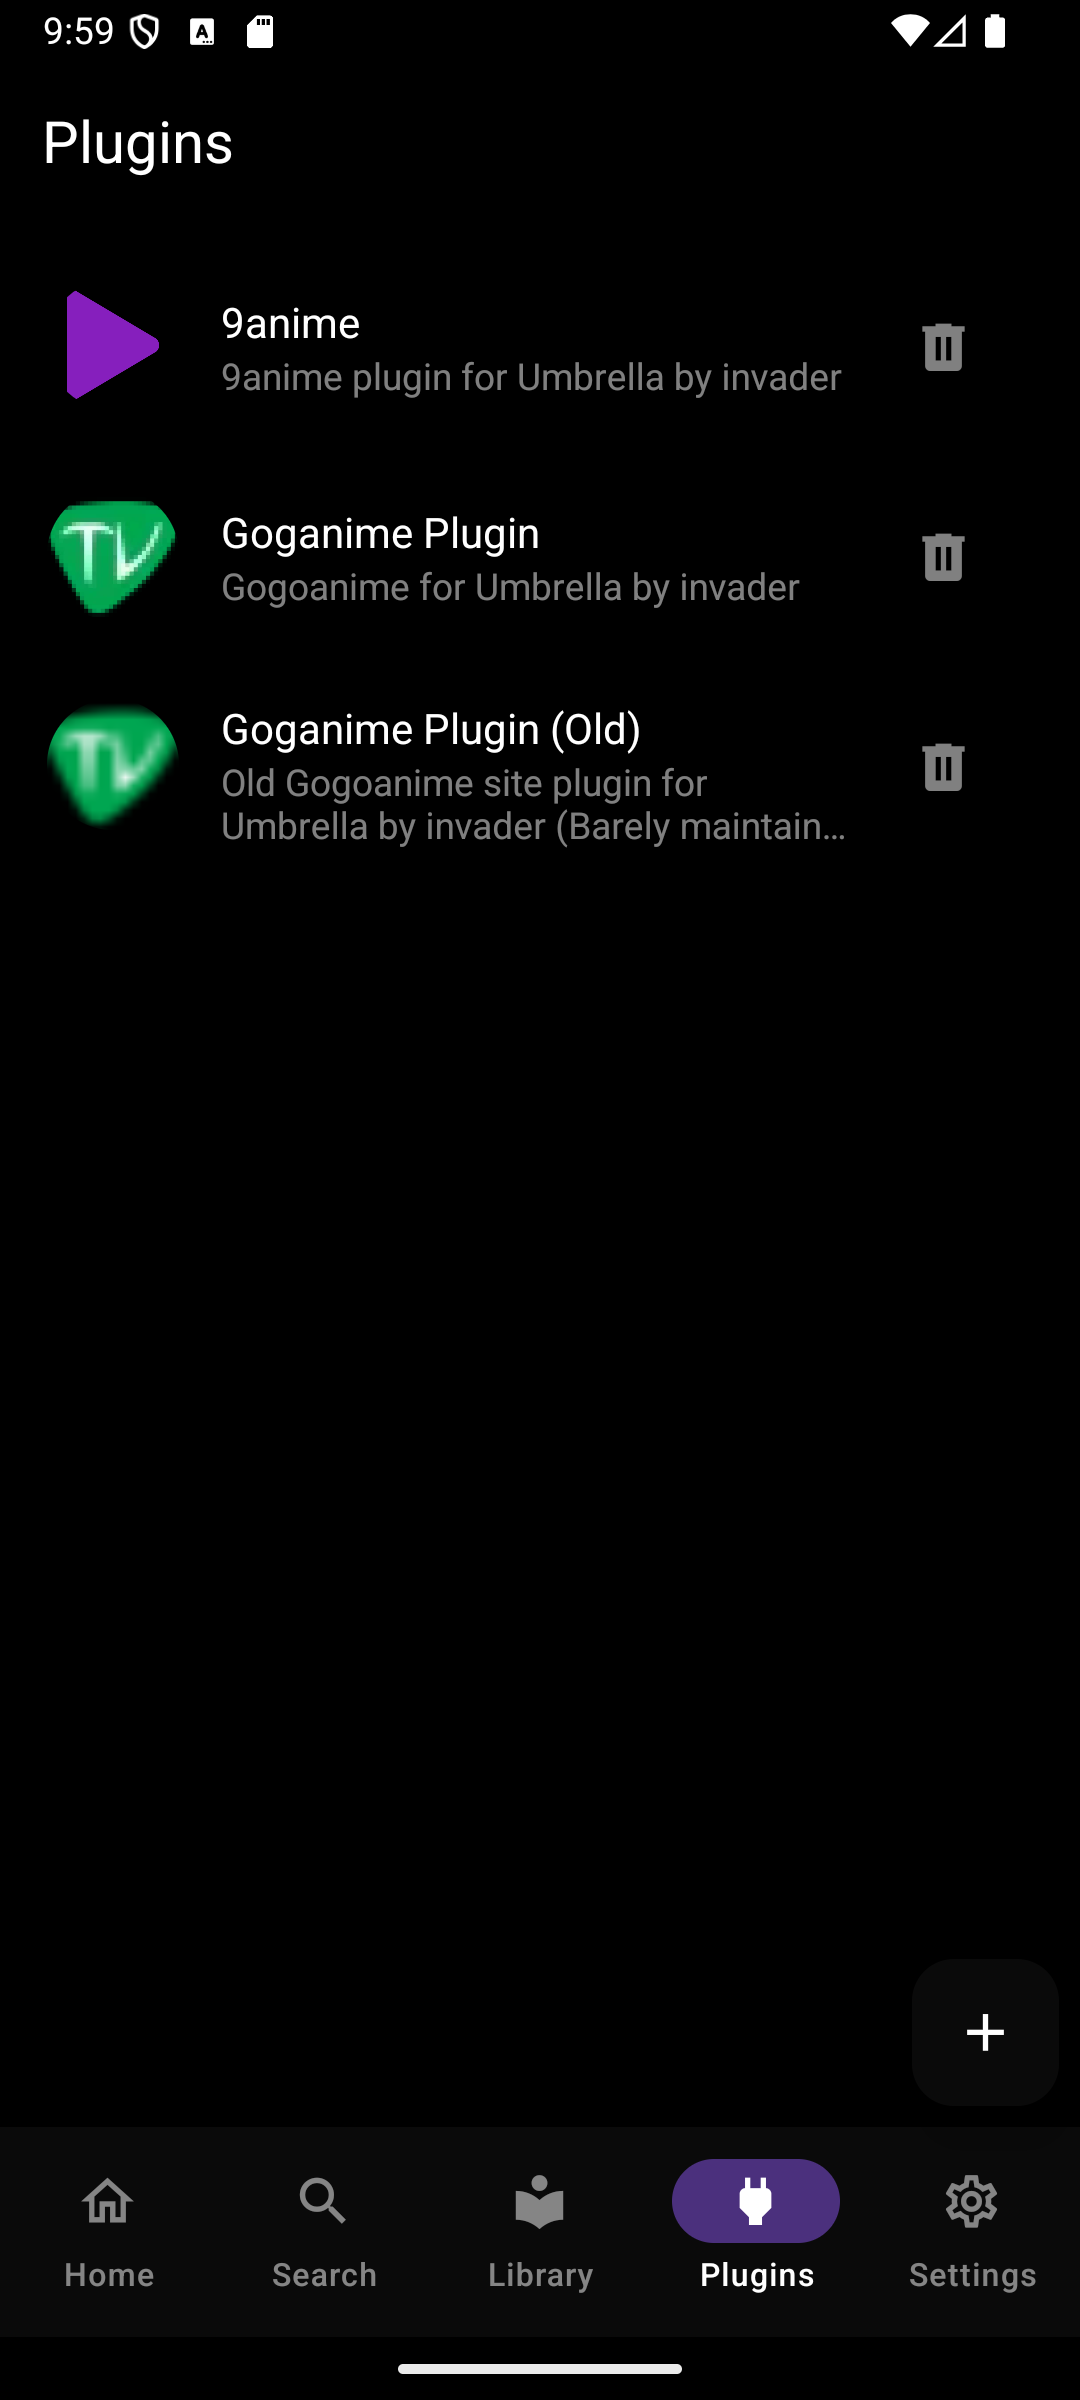 9:59
Plugins
9anime
9anime plugin for Umbrella by invader
TV
Goganime Plugin
Gogoanime for Umbrella by invader
TV
Goganime Plugin (Old)
Old Gogoanime site plugin for
Umbrella by invader (Barely maintain…
Home
Search
Library
Plugins
Settings